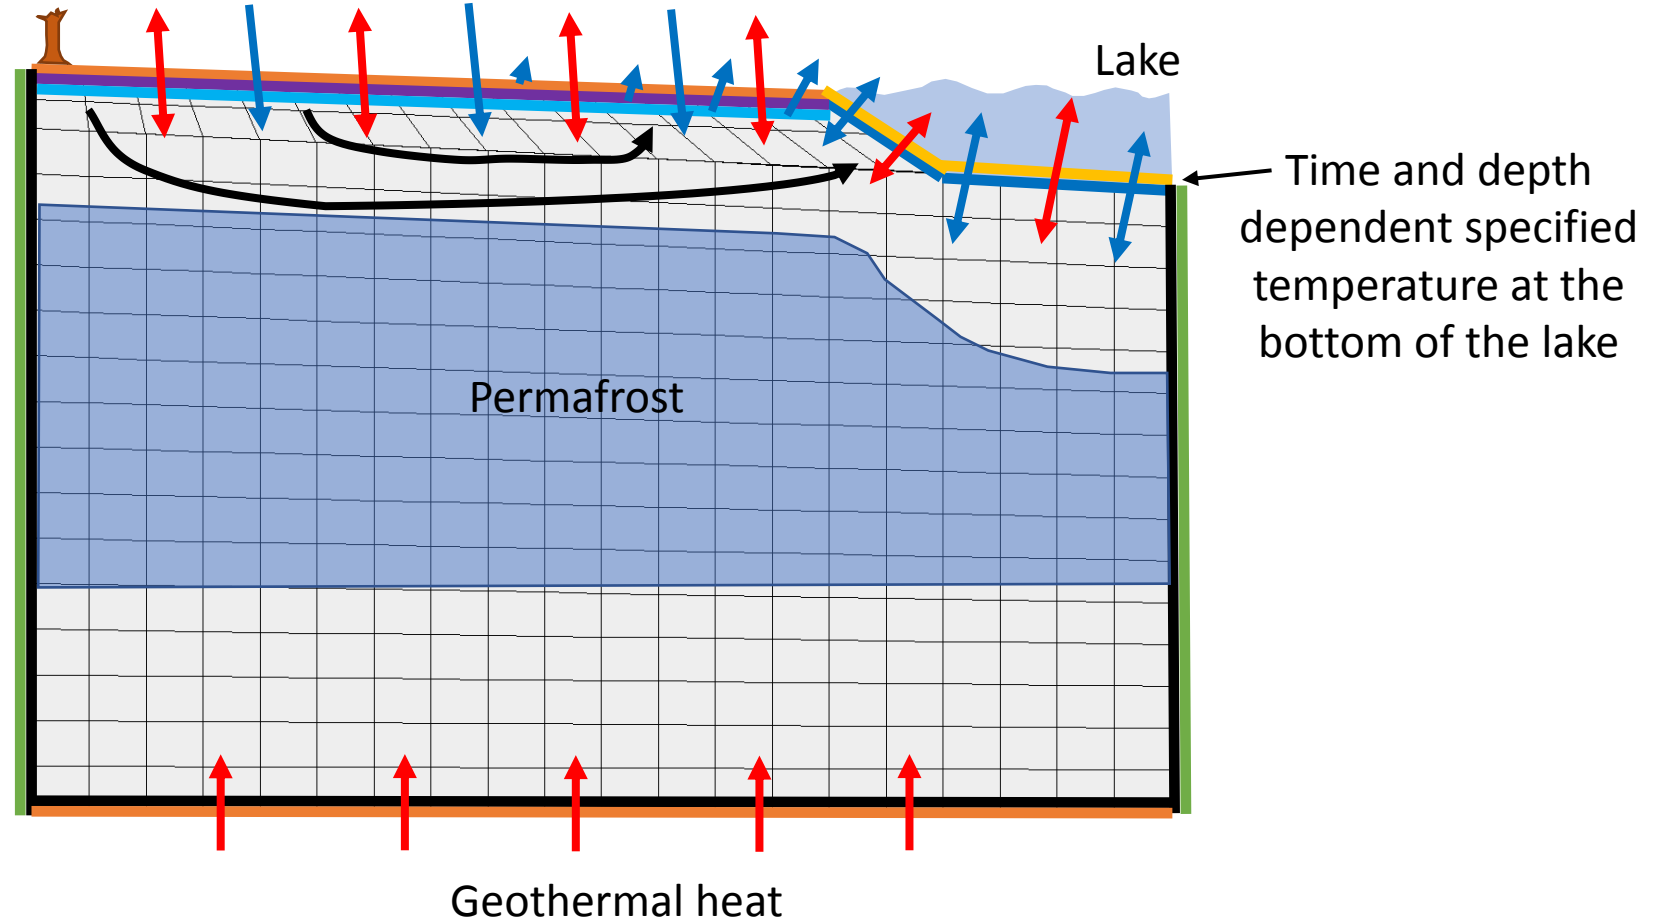 Lake
Time and depth
dependent specified
temperature at the
bottom of the lake
Permafrost
Geothermal heat